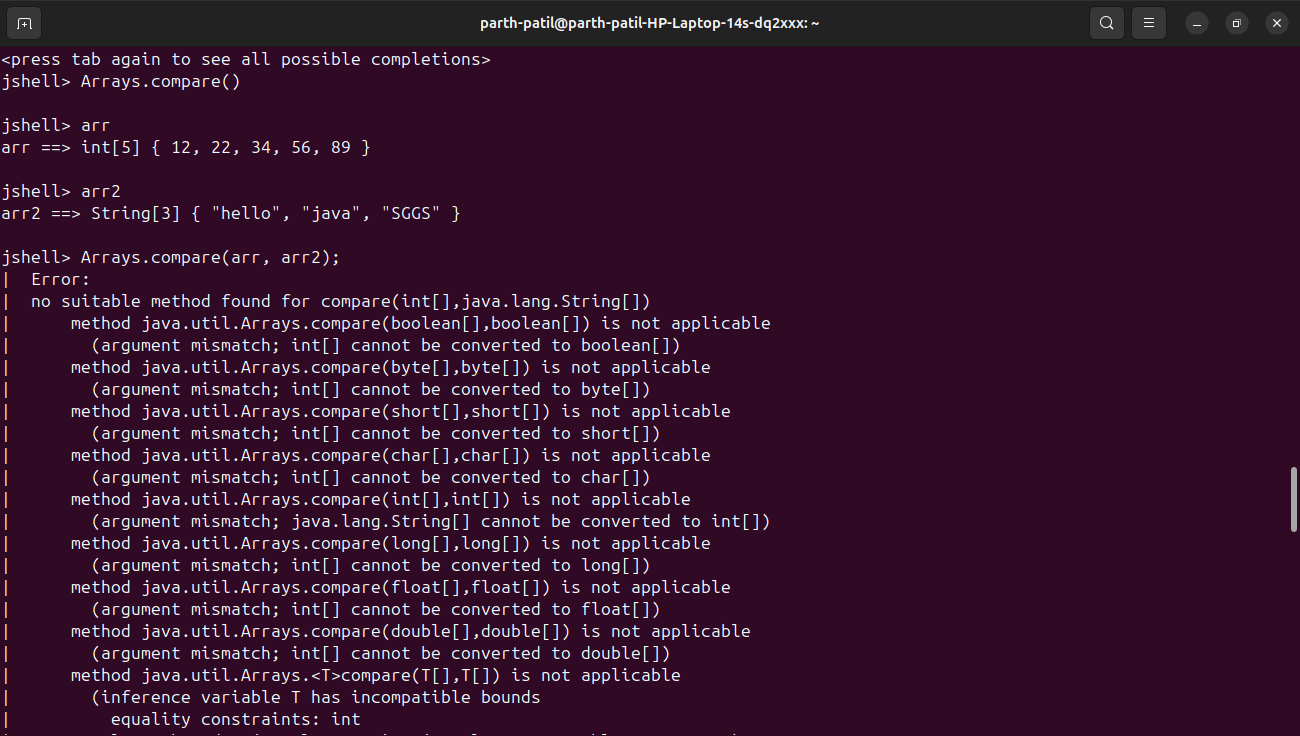 parth-patil@parth-patil-HP-Laptop-14s-dq2xxx: ~
<press tab again to see all possible completions>
jshell> Arrays.compare()
jshell> arr
arr ==> int[5] { 12, 22, 34, 56, 89 }
jshell> arr2
arr2 ==> String[3] { "hello", "java", "SGGS" }
jshell> Arrays.compare(arr, arr2);
|  Error:
|  no suitable method found for compare(int[],java.lang.String[])
|      method java.util.Arrays.compare(boolean[],boolean[]) is not applicable
|        (argument mismatch; int[] cannot be converted to boolean[])
|      method java.util.Arrays.compare(byte[],byte[]) is not applicable
|        (argument mismatch; int[] cannot be converted to byte[])
|      method java.util.Arrays.compare(short[],short[]) is not applicable
|        (argument mismatch; int[] cannot be converted to short[])
|      method java.util.Arrays.compare(char[],char[]) is not applicable
|        (argument mismatch; int[] cannot be converted to char[])
|      method java.util.Arrays.compare(int[],int[]) is not applicable
|        (argument mismatch; java.lang.String[] cannot be converted to int[])
|      method java.util.Arrays.compare(long[],long[]) is not applicable
|        (argument mismatch; int[] cannot be converted to long[])
|      method java.util.Arrays.compare(float[],float[]) is not applicable
|        (argument mismatch; int[] cannot be converted to float[])
|      method java.util.Arrays.compare(double[],double[]) is not applicable
|        (argument mismatch; int[] cannot be converted to double[])
|      method java.util.Arrays.<T>compare(T[],T[]) is not applicable
|        (inference variable T has incompatible bounds
|          equality constraints: int